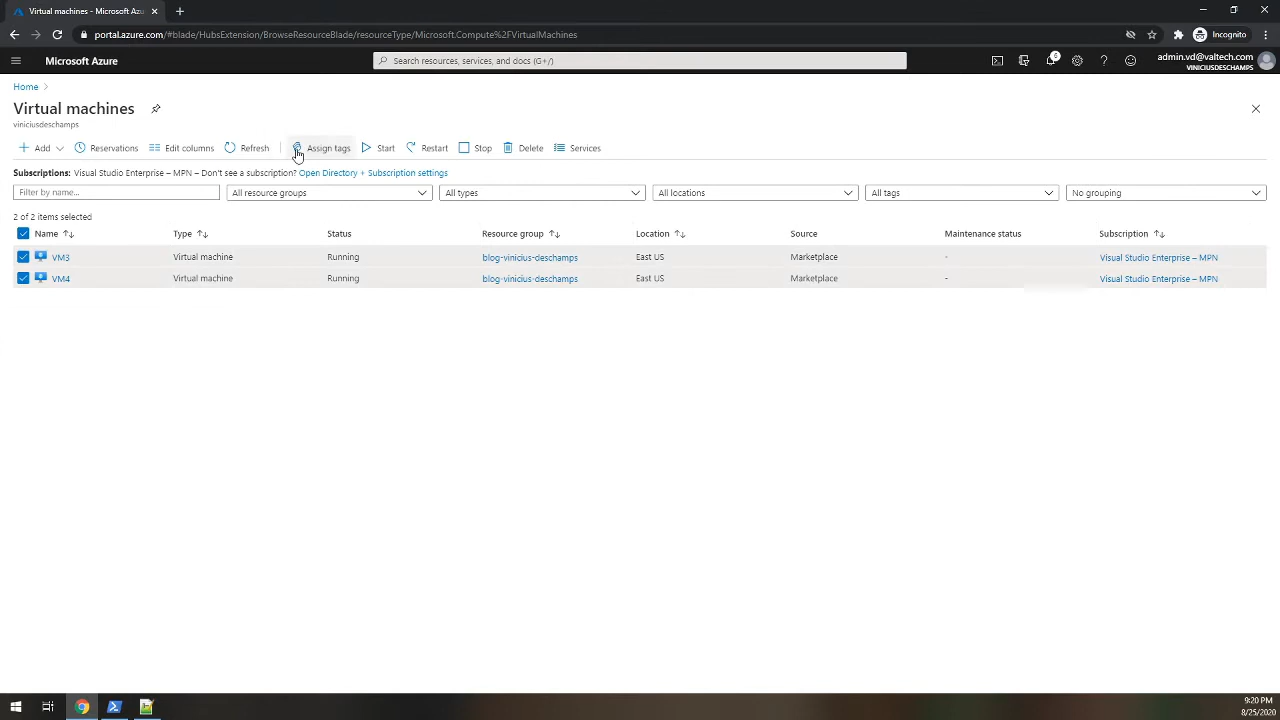 Virtual machines - Microsoft Azu
portal.azure.com/#blade/HubsExtension/BrowseResourceBlade/resourceType/Microsoft.Compute%2FVirtualMachines
Incognito
Microsoft Azure
Search resources, services, and docs (G+/)
6
admin.vd@valtech.com
VINICIUSDESCHAMPS
Home
Virtual machines
viniciusdeschamps
Add
Reservations
Edit columns
Refresh
Assign tags
Start
Restart
Stop
Delete
Services
Subscriptions: Visual Studio Enterprise – MPN – Don't see a subscription? Open Directory + Subscription settings
Filter by name...
All resource groups
All types
All locations
All tags
No grouping
2 of 2 items selected
Name Type Status Resource group Location Source Maintenance status Subscription
VM3 Virtual machine Running blog-vinicius-deschamps East US Marketplace - Visual Studio Enterprise – MPN
VM4 Virtual machine Running blog-vinicius-deschamps East US Marketplace - Visual Studio Enterprise – MPN
9:20 PM
8/25/2020